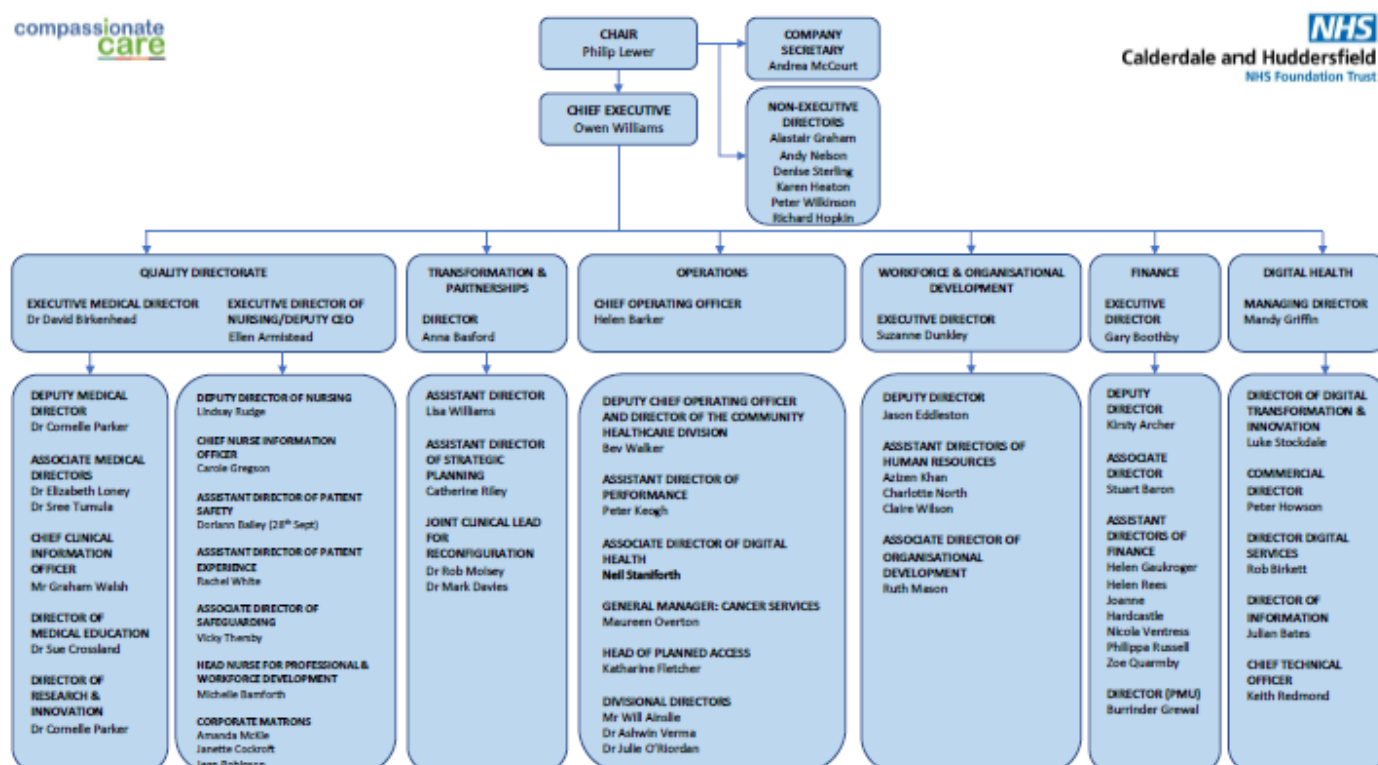 compassionate
care
NHS
Calderdale and Huddersfield
NHS Foundation Trust
CHAIR
Philip Lewer
COMPANY
SECRETARY
Andrea McCourt
CHIEF EXECUTIVE
Owen Williams
NON-EXECUTIVE
DIRECTORS
Alastair Graham
Andy Nelson
Denise Sterling
Karen Heaton
Peter Wilkinson
Richard Hopkin
QUALITY DIRECTORATE
EXECUTIVE MEDICAL DIRECTOR
Dr David Birkenhead
EXECUTIVE DIRECTOR OF
NURSING/DEPUTY CEO
Ellen Armistead
TRANSFORMATION &
PARTNERSHIPS
DIRECTOR
Anna Basford
OPERATIONS
CHIEF OPERATING OFFICER
Helen Barker
WORKFORCE & ORGANISATIONAL
DEVELOPMENT
EXECUTIVE DIRECTOR
Suzanne Dunkley
FINANCE
EXECUTIVE
DIRECTOR
Gary Boothby
DIGITAL HEALTH
MANAGING DIRECTOR
Mandy Griffin
DEPUTY MEDICAL
DIRECTOR
Dr Cornelle Parker
ASSOCIATE MEDICAL
DIRECTORS
Dr Elizabeth Loney
Dr Sree Tumula
CHIEF CLINICAL
INFORMATION
OFFICER
Mr Graham Walsh
DIRECTOR OF
MEDICAL EDUCATION
Dr Sue Crossland
DIRECTOR OF
RESEARCH &
INNOVATION
Dr Cornelle Parker
DEPUTY DIRECTOR OF NURSING
Lindsay Rudge
CHIEF NURSE INFORMATION
OFFICER
Carole Gregson
ASSISTANT DIRECTOR OF PATIENT
SAFETY
Doriann Bailey (28th Sept)
ASSISTANT DIRECTOR OF PATIENT
EXPERIENCE
Rachel White
ASSOCIATE DIRECTOR OF
SAFEGUARDING
Vicky Thersby
HEAD NURSE FOR PROFESSIONAL &
WORKFORCE DEVELOPMENT
Michelle Bamforth
CORPORATE MATRONS
Amanda McKie
Janette Cockroft
Jean Robinson
ASSISTANT DIRECTOR
Lisa Williams
ASSISTANT DIRECTOR
OF STRATEGIC
PLANNING
Catherine Riley
JOINT CLINICAL LEAD
FOR
RECONFIGURATION
Dr Rob Moisey
Dr Mark Davies
DEPUTY CHIEF OPERATING OFFICER
AND DIRECTOR OF THE COMMUNITY
HEALTHCARE DIVISION
Bev Walker
ASSISTANT DIRECTOR OF
PERFORMANCE
Peter Keogh
ASSOCIATE DIRECTOR OF DIGITAL
HEALTH
Neil Staniforth
GENERAL MANAGER: CANCER SERVICES
Maureen Overton
HEAD OF PLANNED ACCESS
Katharine Fletcher
DIVISIONAL DIRECTORS
Mr Will Ainslie
Dr Ashwin Verma
Dr Julie O'Riordan
DEPUTY DIRECTOR
Jason Eddleston
ASSISTANT DIRECTORS OF
HUMAN RESOURCES
Azizen Khan
Charlotte North
Claire Wilson
ASSOCIATE DIRECTOR OF
ORGANISATIONAL
DEVELOPMENT
Ruth Mason
DEPUTY
DIRECTOR
Kirsty Archer
ASSOCIATE
DIRECTOR
Stuart Baron
ASSISTANT
DIRECTORS OF
FINANCE
Helen Gaukroger
Helen Rees
Joanne
Hardcastle
Nicola Ventress
Philippa Russell
Zoe Quarmby
DIRECTOR (PMU)
Burrinder Grewal
DIRECTOR OF DIGITAL
TRANSFORMATION &
INNOVATION
Luke Stockdale
COMMERCIAL
DIRECTOR
Peter Howson
DIRECTOR DIGITAL
SERVICES
Rob Birkett
DIRECTOR OF
INFORMATION
Julian Bates
CHIEF TECHNICAL
OFFICER
Keith Redmond